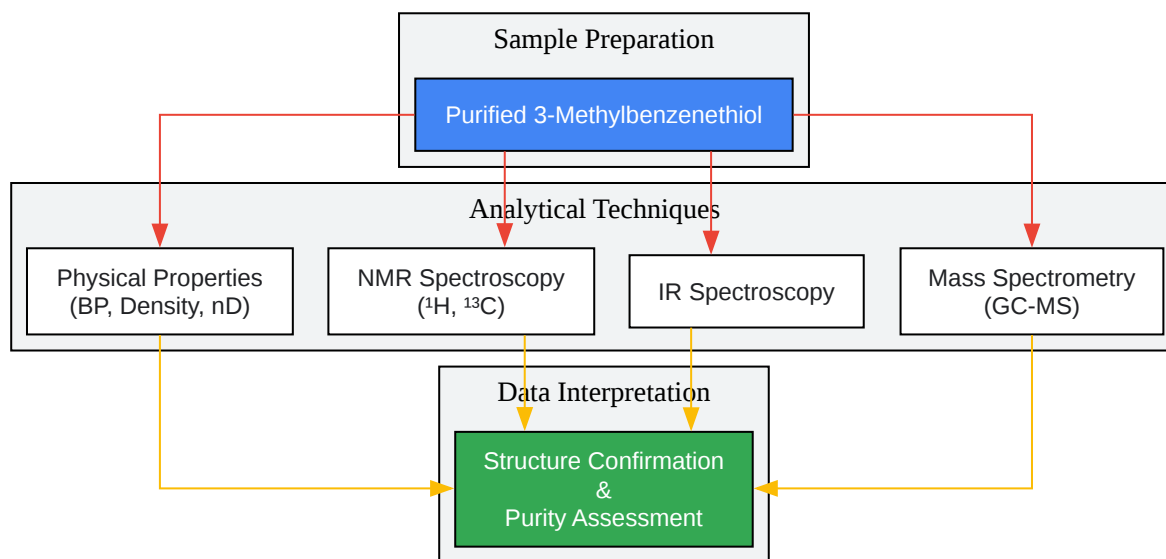 Sample Preparation
Purified 3-Methylbenzenethiol
Analytical Techniques
Physical Properties
(BP, Density, nD)
NMR Spectroscopy
(¹H, ¹³C)
IR Spectroscopy
Mass Spectrometry
(GC-MS)
Data Interpretation
Structure Confirmation
&
Purity Assessment